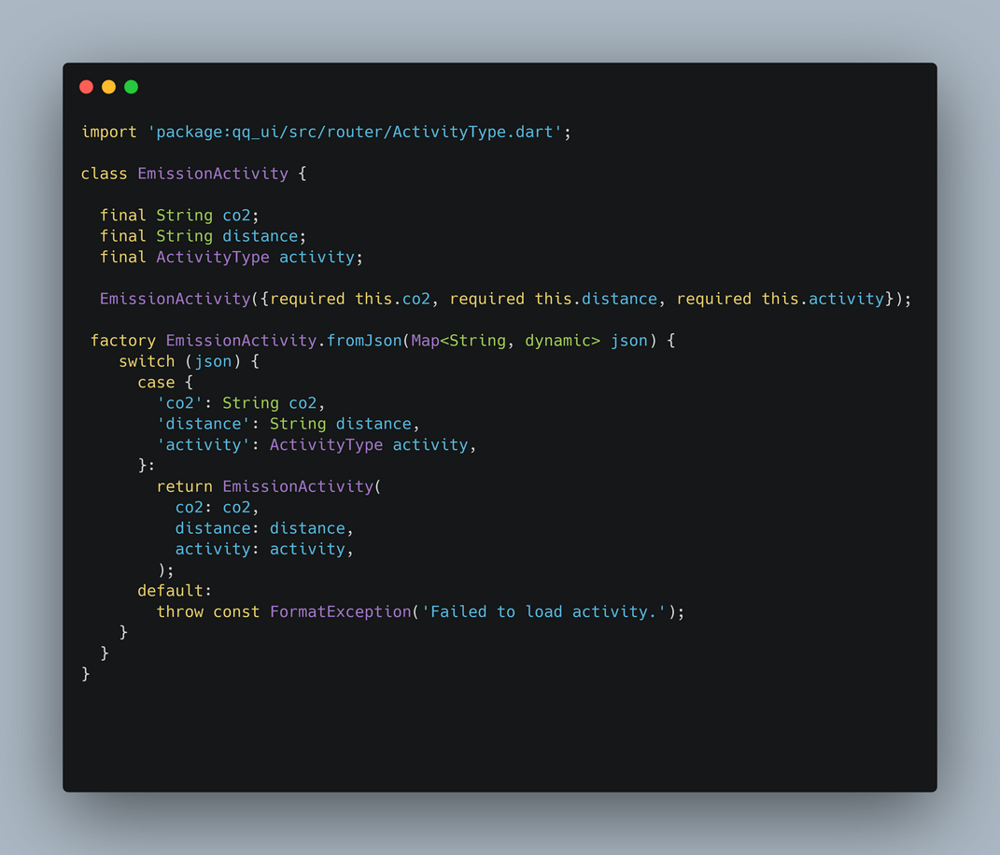 import 'package:qq_ui/src/router/ActivityType.dart';

class EmissionActivity {

  final String co2;
  final String distance;
  final ActivityType activity;

  EmissionActivity({required this.co2, required this.distance, required this.activity});

 factory EmissionActivity.fromJson(Map<String, dynamic> json) {
    switch (json) {
      case {
        'co2': String co2,
        'distance': String distance,
        'activity': ActivityType activity,
      }:
        return EmissionActivity(
          co2: co2,
          distance: distance,
          activity: activity,
        );
      default:
        throw const FormatException('Failed to load activity.');
    }
  }
}